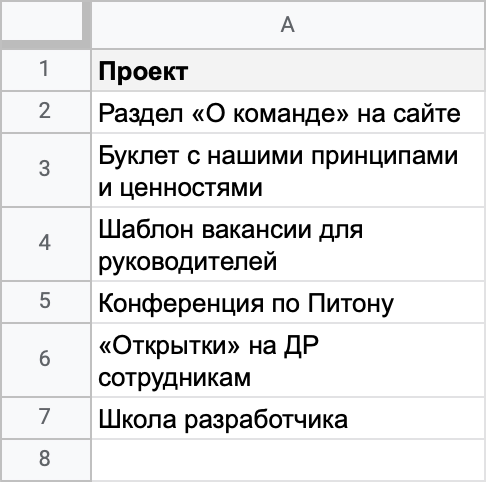 A
1 Проект
2 Раздел «О команде» на сайте
3 Буклет с нашими принципами
и ценностями
4 Шаблон вакансии для
руководителей
5 Конференция по Питону
6 «Открытки» на ДР
сотрудникам
7 Школа разработчика
8